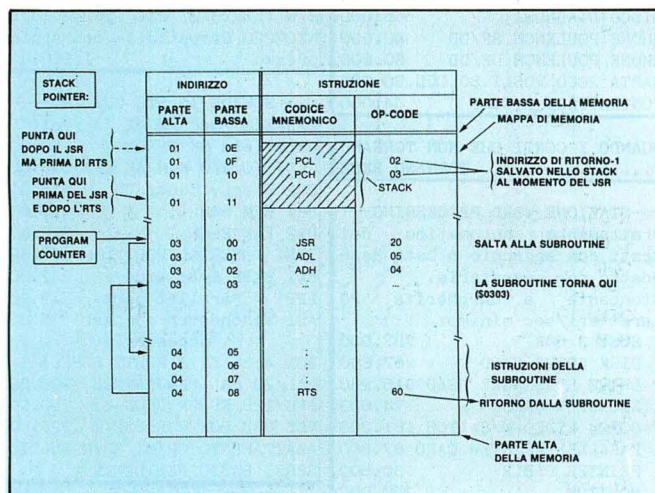 STACK
POINTER:
INDIRIZZO
ISTRUZIONE
PARTE
ALTA
PARTE
BASSA
CODICE
MNEMONICO
OP-CODE
PARTE BASSA DELLA MEMORIA
MAPPA DI MEMORIA
PUNTA QUI
DOPO IL JSR
MA PRIMA DI RTS
01 0E
01 0F PCL 02
01 10 PCH 03
01 11
INDIRIZZO DI RITORNO-1
SALVATO NELLO STACK
AL MOMENTO DEL JSR
STACK
PUNTA QUI
PRIMA DEL JSR
E DOPO L'RTS
PROGRAM
COUNTER
03 00 JSR 20 SALTA ALLA SUBROUTINE
03 01 ADL 05
03 02 ADH 04
03 03 ... ...
LA SUBROUTINE TORNA QUI
($0303)
04 05 :
04 06 :
04 07 :
04 08 RTS 60
ISTRUZIONI DELLA
SUBROUTINE
RITORNO DALLA SUBROUTINE
PARTE ALTA
DELLA MEMORIA